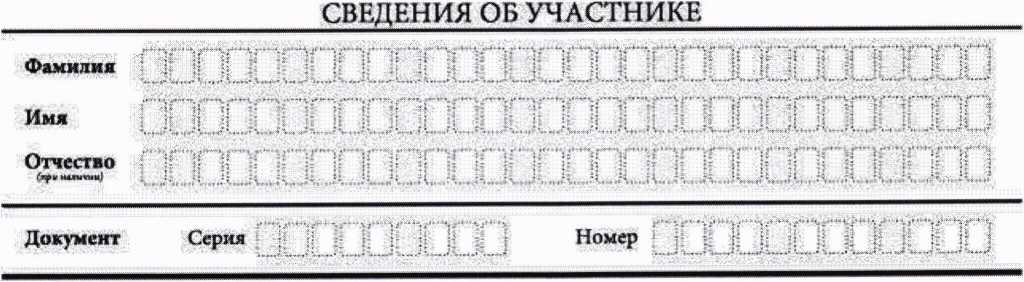 СВЕДЕНИЯ ОБ УЧАСТНИКЕ
Фамилия
Имя
Отчество
(при наличии)
Документ Серия Номер